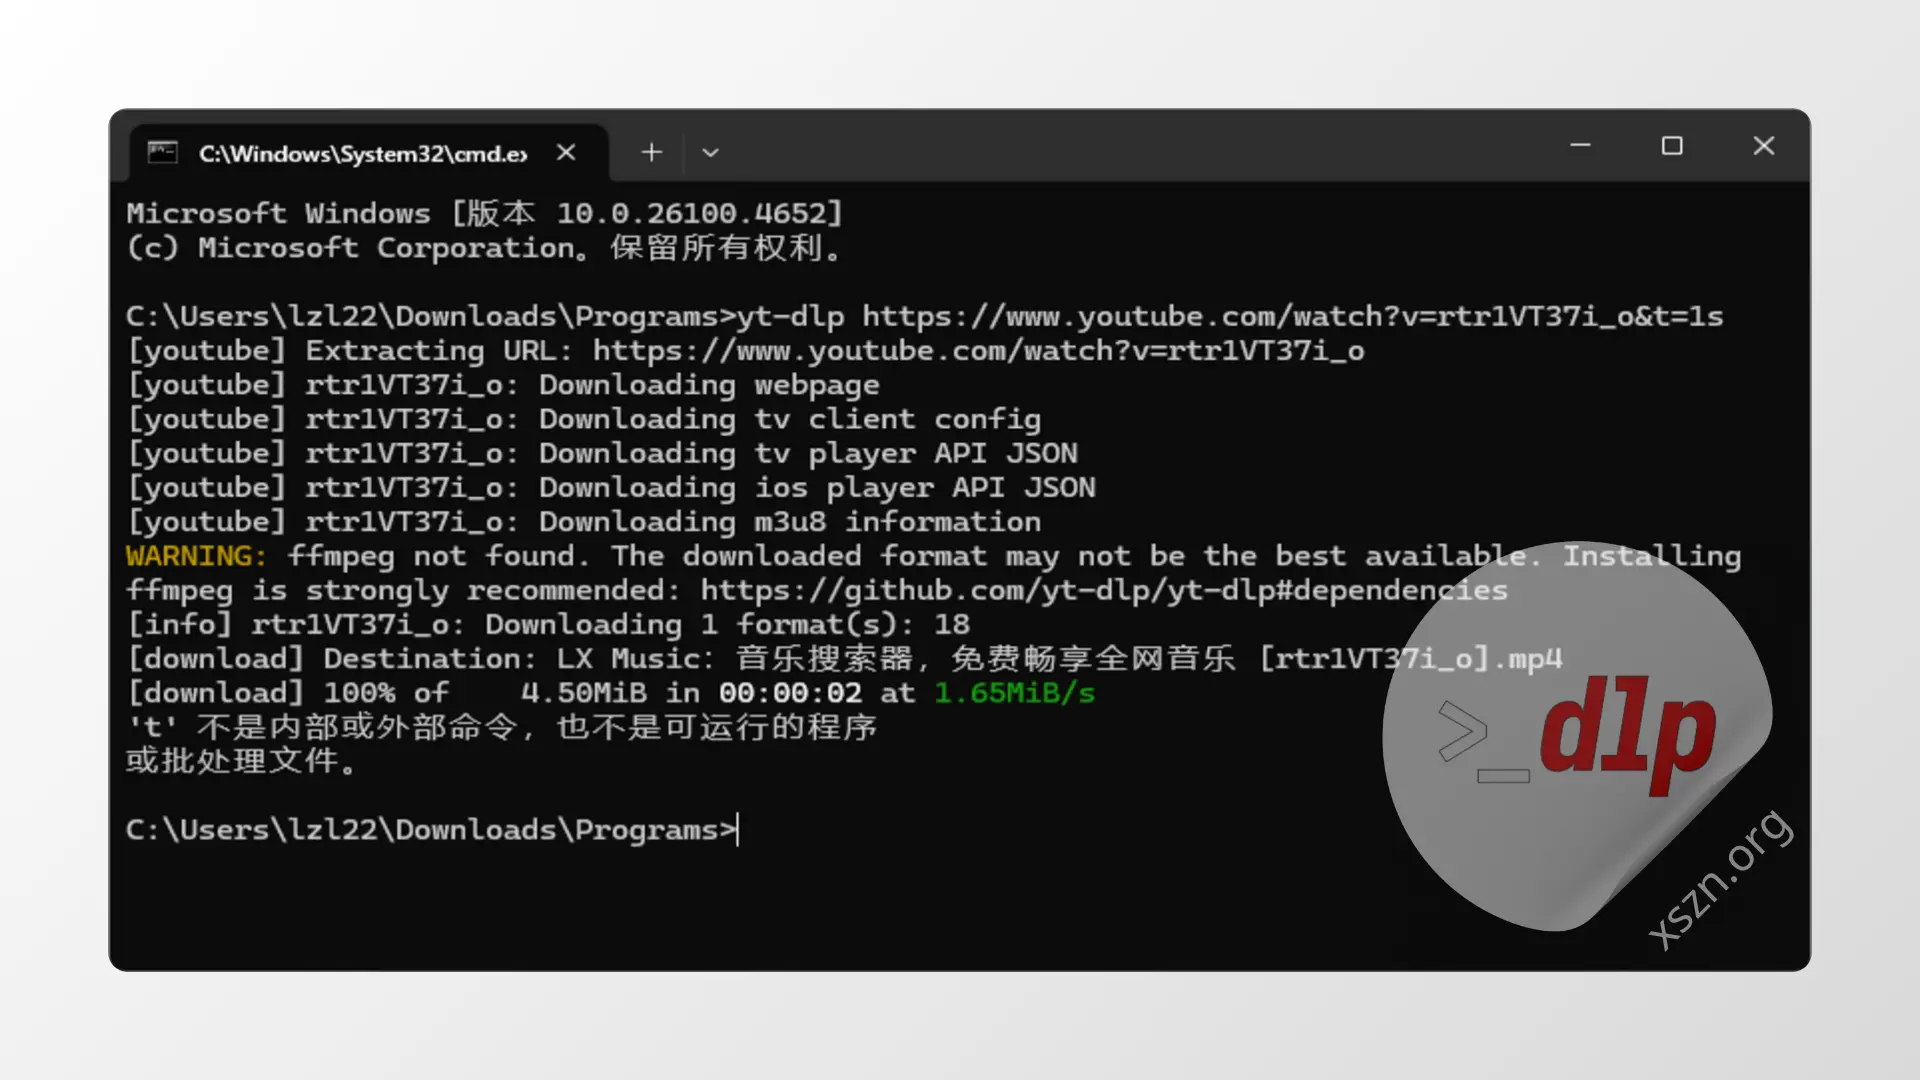 C:\Windows\System32\cmd.ex
Microsoft Windows [版本 10.0.26100.4652]
(c) Microsoft Corporation。保留所有权利。
C:\Users\lzl22\Downloads\Programs>yt-dlp https://www.youtube.com/watch?v=rtr1VT37i_o&t=1s
[youtube] Extracting URL: https://www.youtube.com/watch?v=rtr1VT37i_o
[youtube] rtr1VT37i_o: Downloading webpage
[youtube] rtr1VT37i_o: Downloading tv client config
[youtube] rtr1VT37i_o: Downloading tv player API JSON
[youtube] rtr1VT37i_o: Downloading ios player API JSON
[youtube] rtr1VT37i_o: Downloading m3u8 information
WARNING: ffmpeg not found. The downloaded format may not be the best available. Installing
ffmpeg is strongly recommended: https://github.com/yt-dlp/yt-dlp#dependencies
[info] rtr1VT37i_o: Downloading 1 format(s): 18
[download] Destination: LX Music：音乐搜索器，免费畅享全网音乐 [rtr1VT37i_o].mp4
[download] 100% of    4.50MiB in 00:00:02 at 1.65MiB/s
't' 不是内部或外部命令，也不是可运行的程序
或批处理文件。
C:\Users\lzl22\Downloads\Programs>
>_dlp
xszn.org